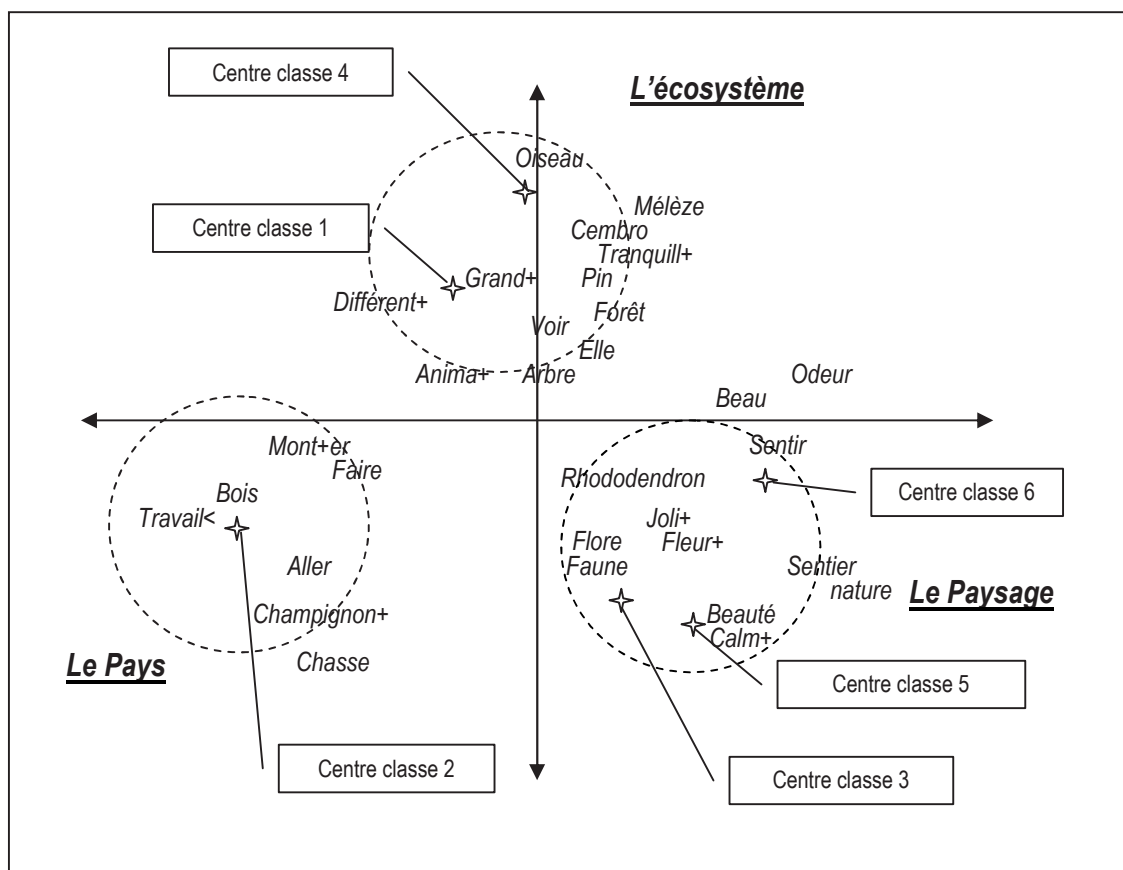 Centre classe 4
L'écosystème
Oiseau
Mélèze
Centre classe 1
Cembro
Tranquill+
Grand+
Pin
Différent+
Forêt
Voir
Elle
Anima+
Arbre
Odeur
Beau
Mont+er
Sentir
Faire
Rhododendron
Bois
Centre classe 6
Travail<
Joli+
Flore
Fleur+
Aller
Faune
Sentier
nature
Le Paysage
Champignon+
Beauté
Calm+
Le Pays
Chasse
Centre classe 5
Centre classe 2
Centre classe 3